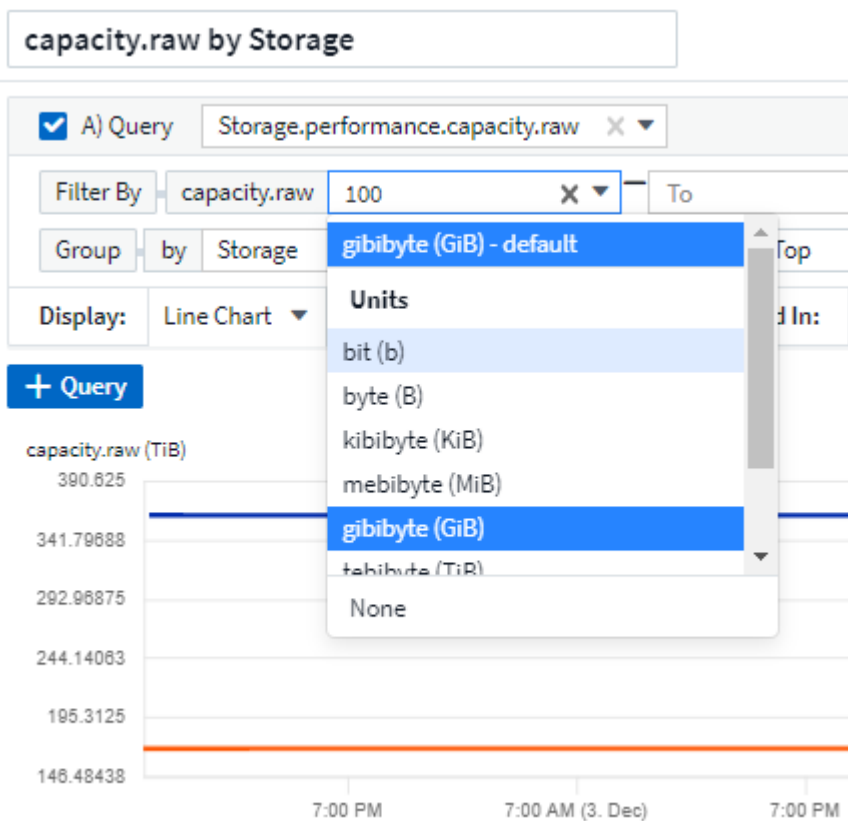 capacity.raw by Storage
A) Query Storage.performance.capacity.raw
Filter By capacity.raw 100 To
Group by Storage
gibibyte (GiB) - default
Top
Units
Display: Line Chart
d In:
bit (b)
byte (B)
+ Query
kibibyte (KiB)
mebibyte (MiB)
gibibyte (GiB)
tebibyte (TiB)
None
capacity.raw (TiB)
390.625
341.79688
292.96875
244.14063
195.3125
146.48438
7:00 PM 7:00 AM (3. Dec) 7:00 PM